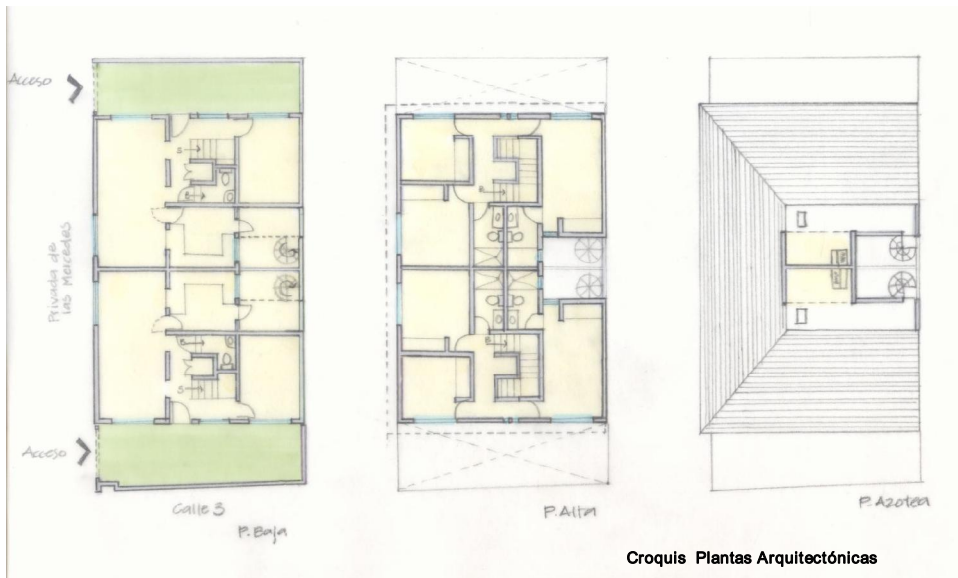 Acceso
Privada de
las Mercedes
Acceso
Calle 3
P. Baja
S
B
B
S
P. Alta
B
B
P. Azotea
Croquis Plantas Arquitectónicas